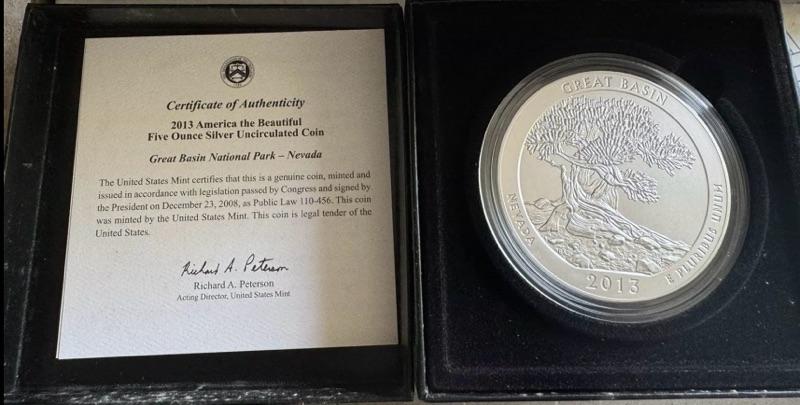 Certificate of Authenticity
2013 America the Beautiful
Five Ounce Silver Uncirculated Coin
Great Basin National Park – Nevada
The United States Mint certifies that this is a genuine coin, minted and
issued in accordance with legislation passed by Congress and signed by
the President on December 23, 2008, as Public Law 110-456. This coin
was minted by the United States Mint. This coin is legal tender of the
United States.
Richard A. Peterson
Richard A. Peterson
Acting Director, United States Mint
GREAT BASIN
NEVADA
2013
E PLURIBUS UNUM